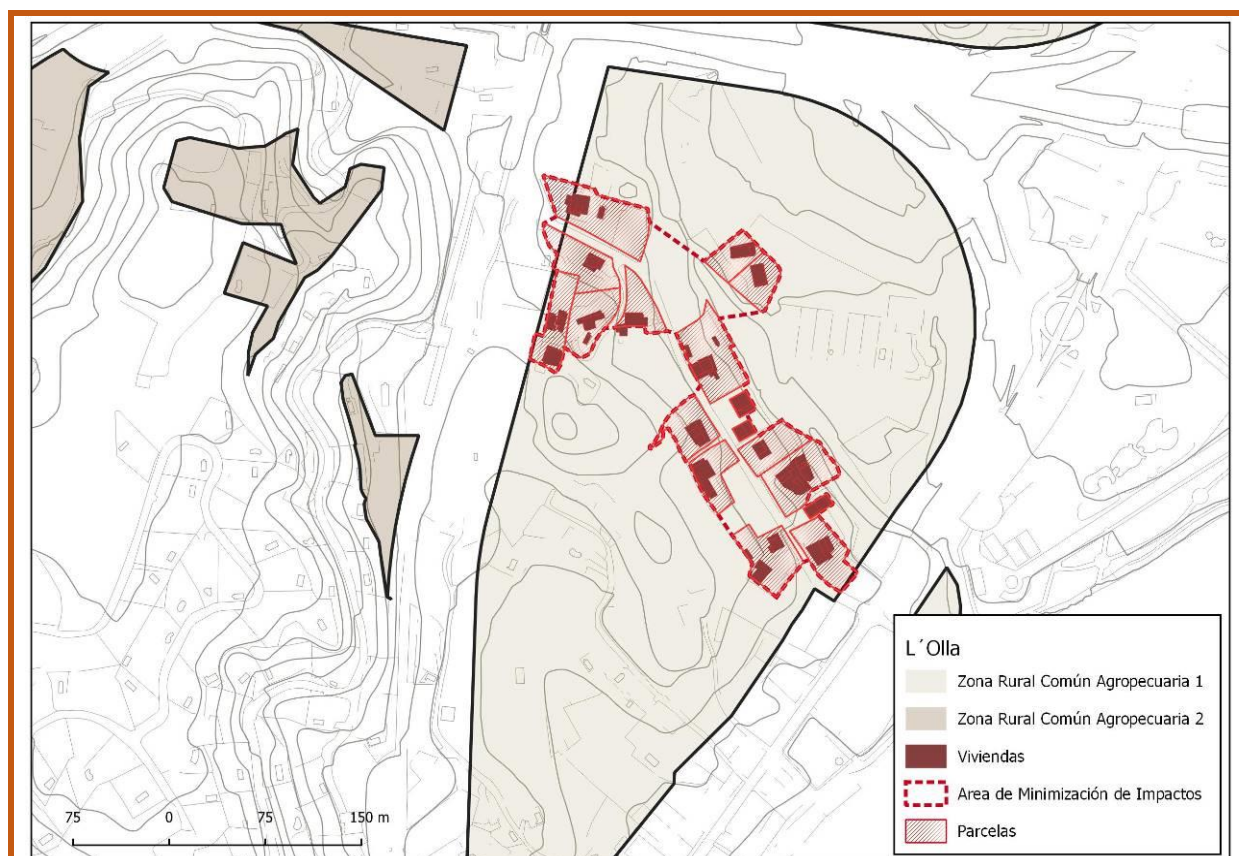 L´Olla
Zona Rural Común Agropecuaria 1
Zona Rural Común Agropecuaria 2
Viviendas
Area de Minimización de Impactos
Parcelas
75 0 75 150 m